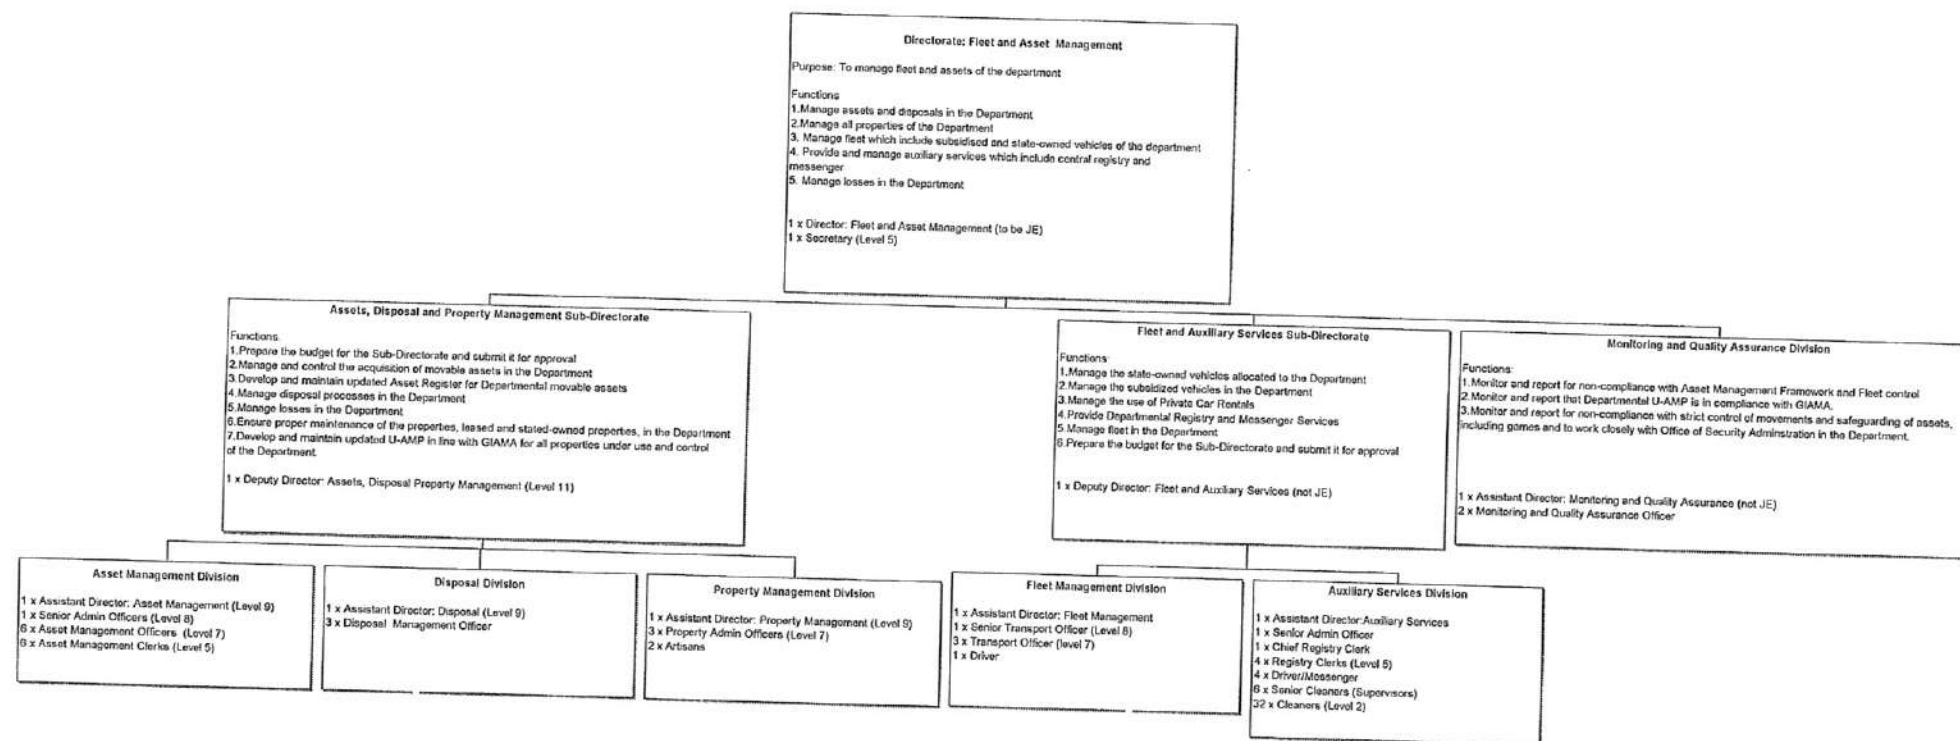 Directorate: Fleet and Asset Management
Purpose: To manage fleet and assets of the department
Functions
1.Manage assets and disposals in the Department
2.Manage all properties of the Department
3. Manage fleet which include subsidised and state-owned vehicles of the department
4. Provide and manage auxiliary services which include central registry and
messenger
5. Manage losses in the Department
1 x Director: Fleet and Asset Management (to be JE)
1 x Secretary (Level 5)
Assets, Disposal and Property Management Sub-Directorate
Functions
1.Prepare the budget for the Sub-Directorate and submit it for approval
2.Manage and control the acquisition of movable assets in the Department
3.Develop and maintain updated Asset Register for Departmental movable assets
4.Manage disposal processes in the Department
5.Manage losses in the Department
6.Ensure proper maintenance of the properties, leased and stated-owned properties, in the Department
7.Develop and maintain updated U-AMP in line with GIAMA for all properties under use and control
of the Department.
1 x Deputy Director: Assets, Disposal Property Management (Level 11)
Fleet and Auxiliary Services Sub-Directorate
Functions
1.Manage the state-owned vehicles allocated to the Department
2.Manage the subsidized vehicles in the Department
3.Manage the use of Private Car Rentals
4.Provide Departmental Registry and Messenger Services
5.Manage fleet in the Department
6.Prepare the budget for the Sub-Directorate and submit it for approval
1 x Deputy Director: Fleet and Auxiliary Services (not JE)
Monitoring and Quality Assurance Division
Functions:
1.Monitor and report for non-compliance with Asset Management Framework and Fleet control
2.Monitor and report that Departmental U-AMP is in compliance with GIAMA.
3.Monitor and report for non-compliance with strict control of movements and safeguarding of assets,
including games and to work closely with Office of Security Adminstration in the Department.
1 x Assistant Director: Monitoring and Quality Assurance (not JE)
2 x Monitoring and Quality Assurance Officer
Asset Management Division
1 x Assistant Director: Asset Management (Level 9)
1 x Senior Admin Officers (Level 8)
6 x Asset Management Officers (Level 7)
6 x Asset Management Clerks (Level 5)
Disposal Division
1 x Assistant Director: Disposal (Level 9)
3 x Disposal Management Officer
Property Management Division
1 x Assistant Director: Property Management (Level 9)
3 x Property Admin Officers (Level 7)
2 x Artisans
Fleet Management Division
1 x Assistant Director: Fleet Management
1 x Senior Transport Officer (Level 8)
3 x Transport Officer (level 7)
1 x Driver
Auxiliary Services Division
1 x Assistant Director:Auxiliary Services
1 x Senior Admin Officer
1 x Chief Registry Clerk
4 x Registry Clerks (Level 5)
4 x Driver/Messenger
6 x Senior Cleaners (Supervisors)
32 x Cleaners (Level 2)